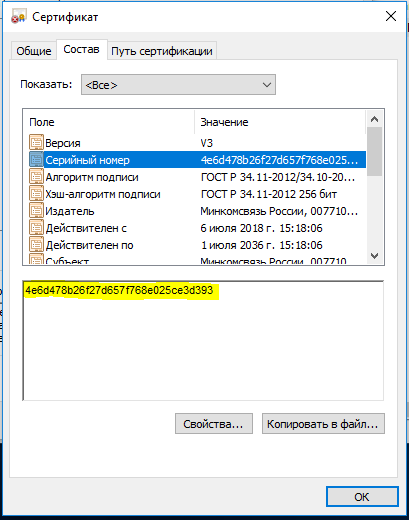 Сертификат
Общие Состав Путь сертификации
Показать: <Все>
Поле Значение
Версия V3
Серийный номер 4e6d478b26f27d657f768e025...
Алгоритм подписи ГОСТ Р 34.11-2012/34.10-20...
Хэш-алгоритм подписи ГОСТ Р 34.11-2012 256 бит
Издатель Минкомсвязь России, 007710...
Действителен с 6 июля 2018 г. 15:18:06
Действителен по 1 июля 2036 г. 15:18:06
Субъект Минкомсвязь России, 007710...
4e6d478b26f27d657f768e025ce3d393
Свойства... Копировать в файл...
OK